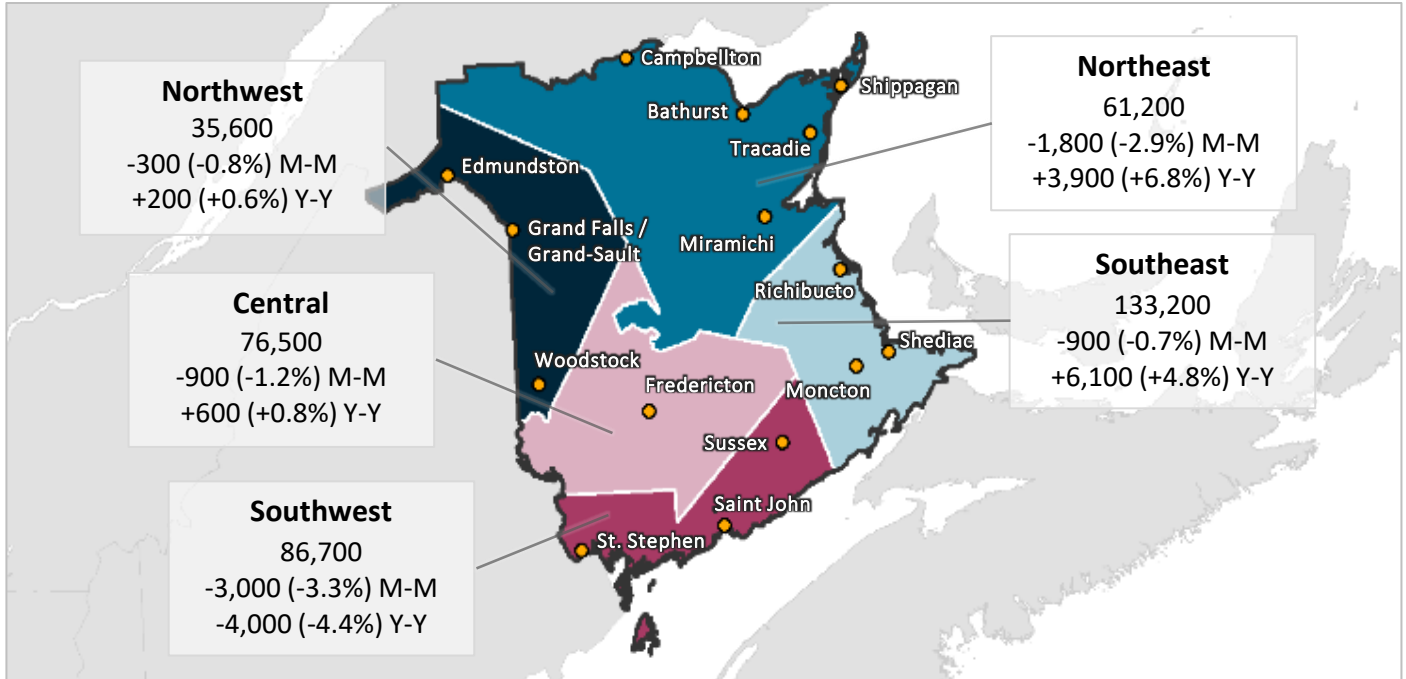 Northwest
35,600
-300 (-0.8%) M-M
+200 (+0.6%) Y-Y
Central
76,500
-900 (-1.2%) M-M
+600 (+0.8%) Y-Y
Southwest
86,700
-3,000 (-3.3%) M-M
-4,000 (-4.4%) Y-Y
Campbellton
Bathurst
Shippagan
Tracadie
Edmundston
Miramichi
Grand Falls /
Grand-Sault
Richibucto
Shediac
Woodstock
Fredericton
Moncton
Sussex
Saint John
St. Stephen
Northeast
61,200
-1,800 (-2.9%) M-M
+3,900 (+6.8%) Y-Y
Southeast
133,200
-900 (-0.7%) M-M
+6,100 (+4.8%) Y-Y